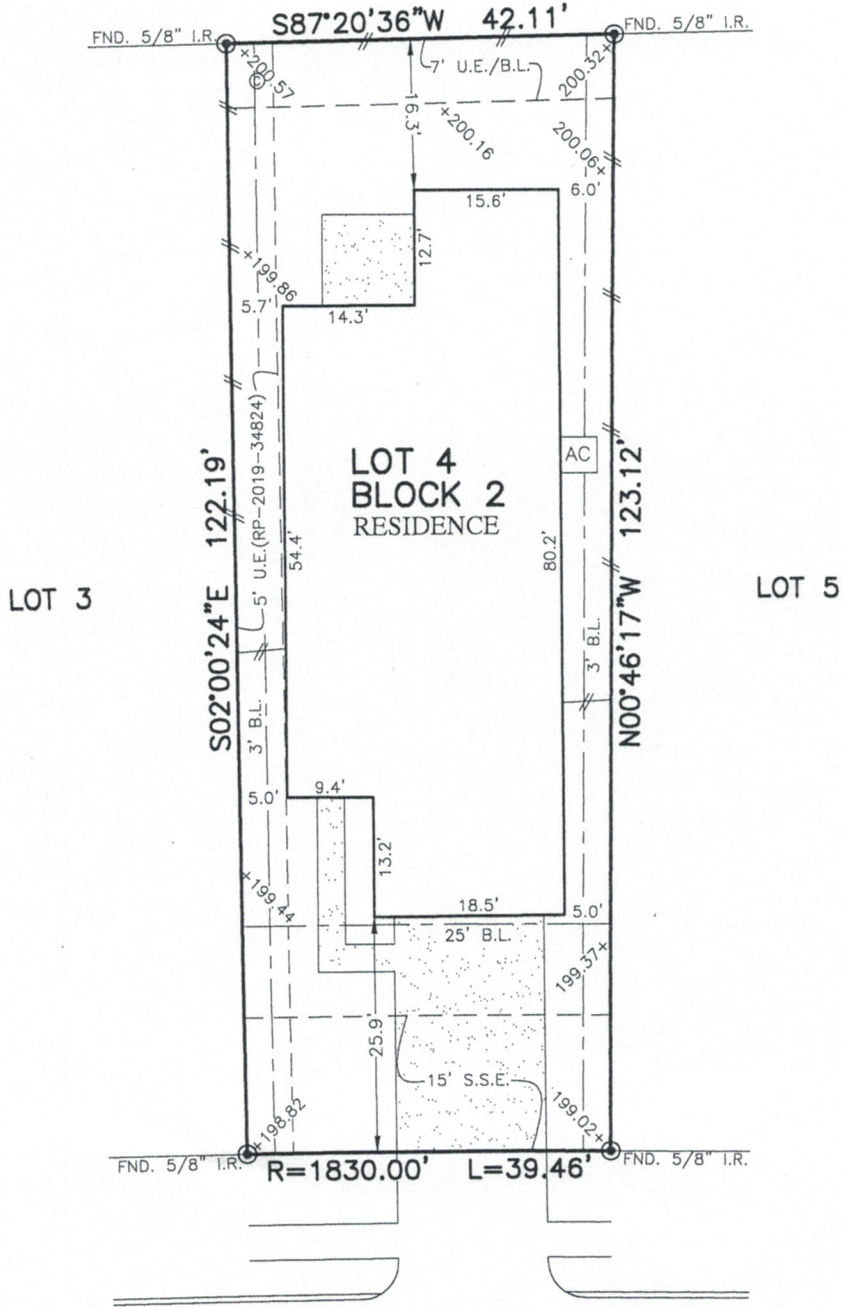 S87°20'36"W 42.11'
FND. 5/8" I.R.
FND. 5/8" I.R.
7' U.E./B.L.
×200.57
200.32×
©
16.3'
×200.16
200.06×
15.6'
6.0'
12.7'
×199.86
5.7'
14.3'
5' U.E.(RP-2019-34824)
LOT 4
BLOCK 2
RESIDENCE
AC
S02°00'24"E 122.19'
54.4'
80.2'
N00°46'17"W 123.12'
LOT 3
LOT 5
3' B.L.
3' B.L.
5.0'
9.4'
13.2'
×199.44
18.5'
5.0'
25' B.L.
199.37×
25.9'
15' S.S.E.
×198.82
199.02×
FND. 5/8" I.R.
R=1830.00' L=39.46'
FND. 5/8" I.R.